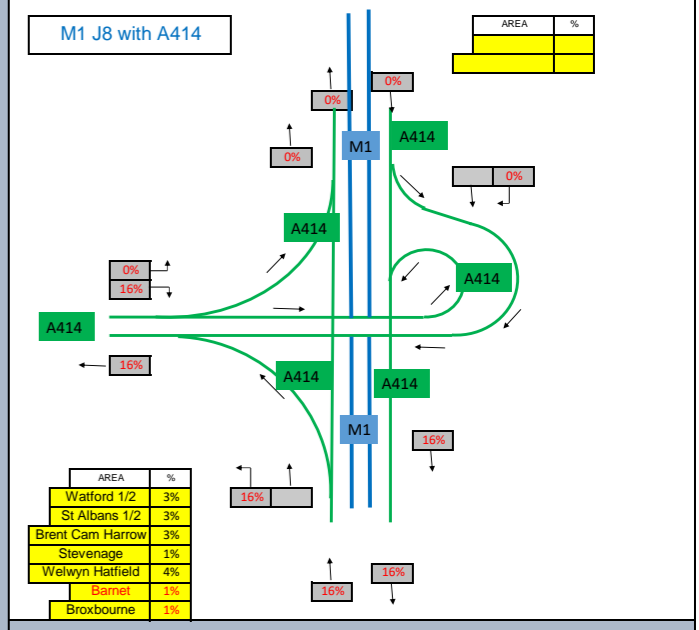 M1 J8 with A414
AREA %
0%
0%
A414
M1
0%
0%
A414
A414
0%
16%
A414
16%
A414
A414
M1
16%
16%
AREA %
Watford 1/2 3%
St Albans 1/2 3%
Brent Cam Harrow 3%
Stevenage 1%
Welwyn Hatfield 4%
Barnet 1%
Broxbourne 1%
16%
16%